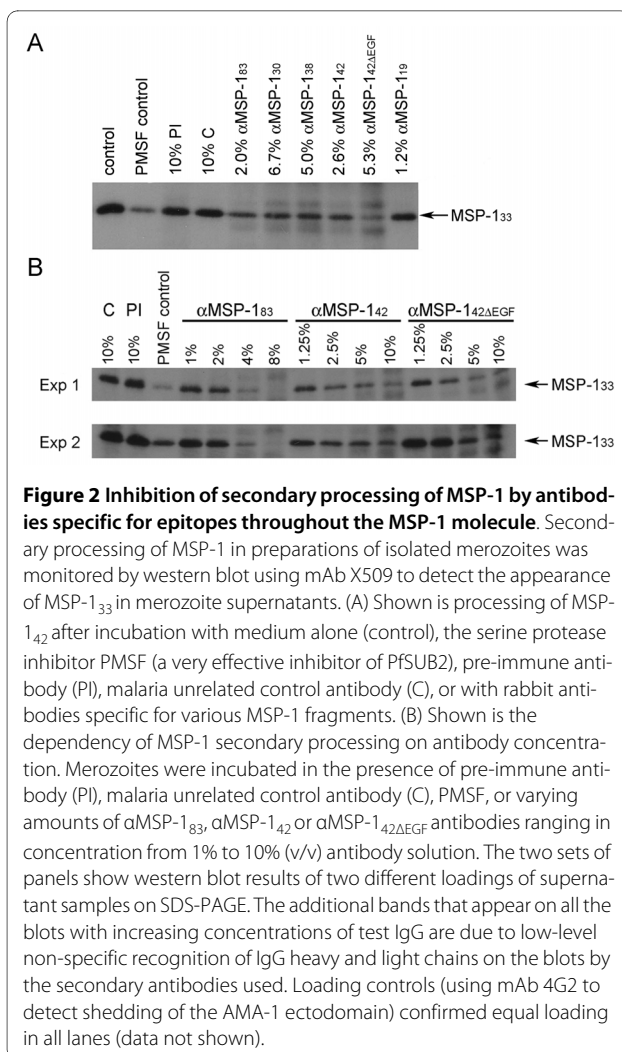 A
control
PMSF control
10% PI
10% C
2.0% αMSP-183
6.7% αMSP-130
5.0% αMSP-138
2.6% αMSP-142
5.3% αMSP-142ΔEGF
1.2% αMSP-119
MSP-133
B
C PI αMSP-183 αMSP-142 αMSP-142ΔEGF
10% 10% PMSF control 1% 2% 4% 8% 1.25% 2.5% 5% 10% 1.25% 2.5% 5% 10%
Exp 1 MSP-133
Exp 2 MSP-133
Figure 2 Inhibition of secondary processing of MSP-1 by antibod-
ies specific for epitopes throughout the MSP-1 molecule. Second-
ary processing of MSP-1 in preparations of isolated merozoites was
monitored by western blot using mAb X509 to detect the appearance
of MSP-133 in merozoite supernatants. (A) Shown is processing of MSP-
142 after incubation with medium alone (control), the serine protease
inhibitor PMSF (a very effective inhibitor of PfSUB2), pre-immune anti-
body (PI), malaria unrelated control antibody (C), or with rabbit anti-
bodies specific for various MSP-1 fragments. (B) Shown is the
dependency of MSP-1 secondary processing on antibody concentra-
tion. Merozoites were incubated in the presence of pre-immune anti-
body (PI), malaria unrelated control antibody (C), PMSF, or varying
amounts of αMSP-183, αMSP-142 or αMSP-142ΔEGF antibodies ranging in
concentration from 1% to 10% (v/v) antibody solution. The two sets of
panels show western blot results of two different loadings of superna-
tant samples on SDS-PAGE. The additional bands that appear on all the
blots with increasing concentrations of test IgG are due to low-level
non-specific recognition of IgG heavy and light chains on the blots by
the secondary antibodies used. Loading controls (using mAb 4G2 to
detect shedding of the AMA-1 ectodomain) confirmed equal loading
in all lanes (data not shown).